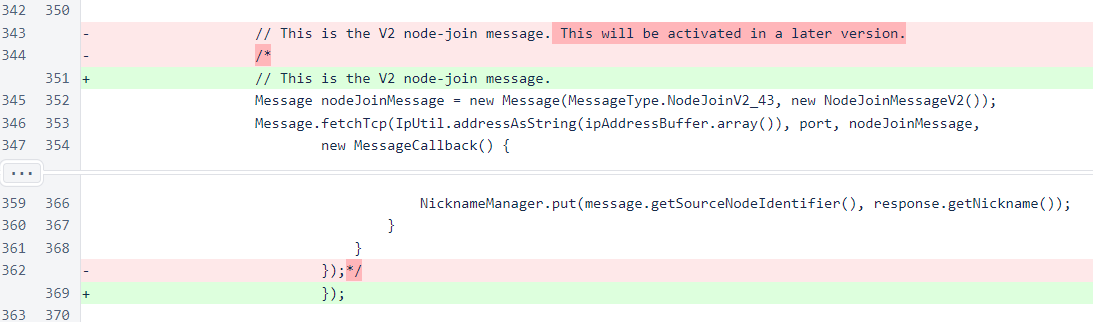 342 350
343 - // This is the V2 node-join message. This will be activated in a later version.
344 - /*
351 + // This is the V2 node-join message.
345 352 Message nodeJoinMessage = new Message(MessageType.NodeJoinV2_43, new NodeJoinMessageV2());
346 353 Message.fetchTcp(IpUtil.addressAsString(ipAddressBuffer.array()), port, nodeJoinMessage,
347 354 new MessageCallback() {
...
359 366 NicknameManager.put(message.getSourceNodeIdentifier(), response.getNickname());
360 367 }
361 368 }
362 - });*/
369 + });
363 370